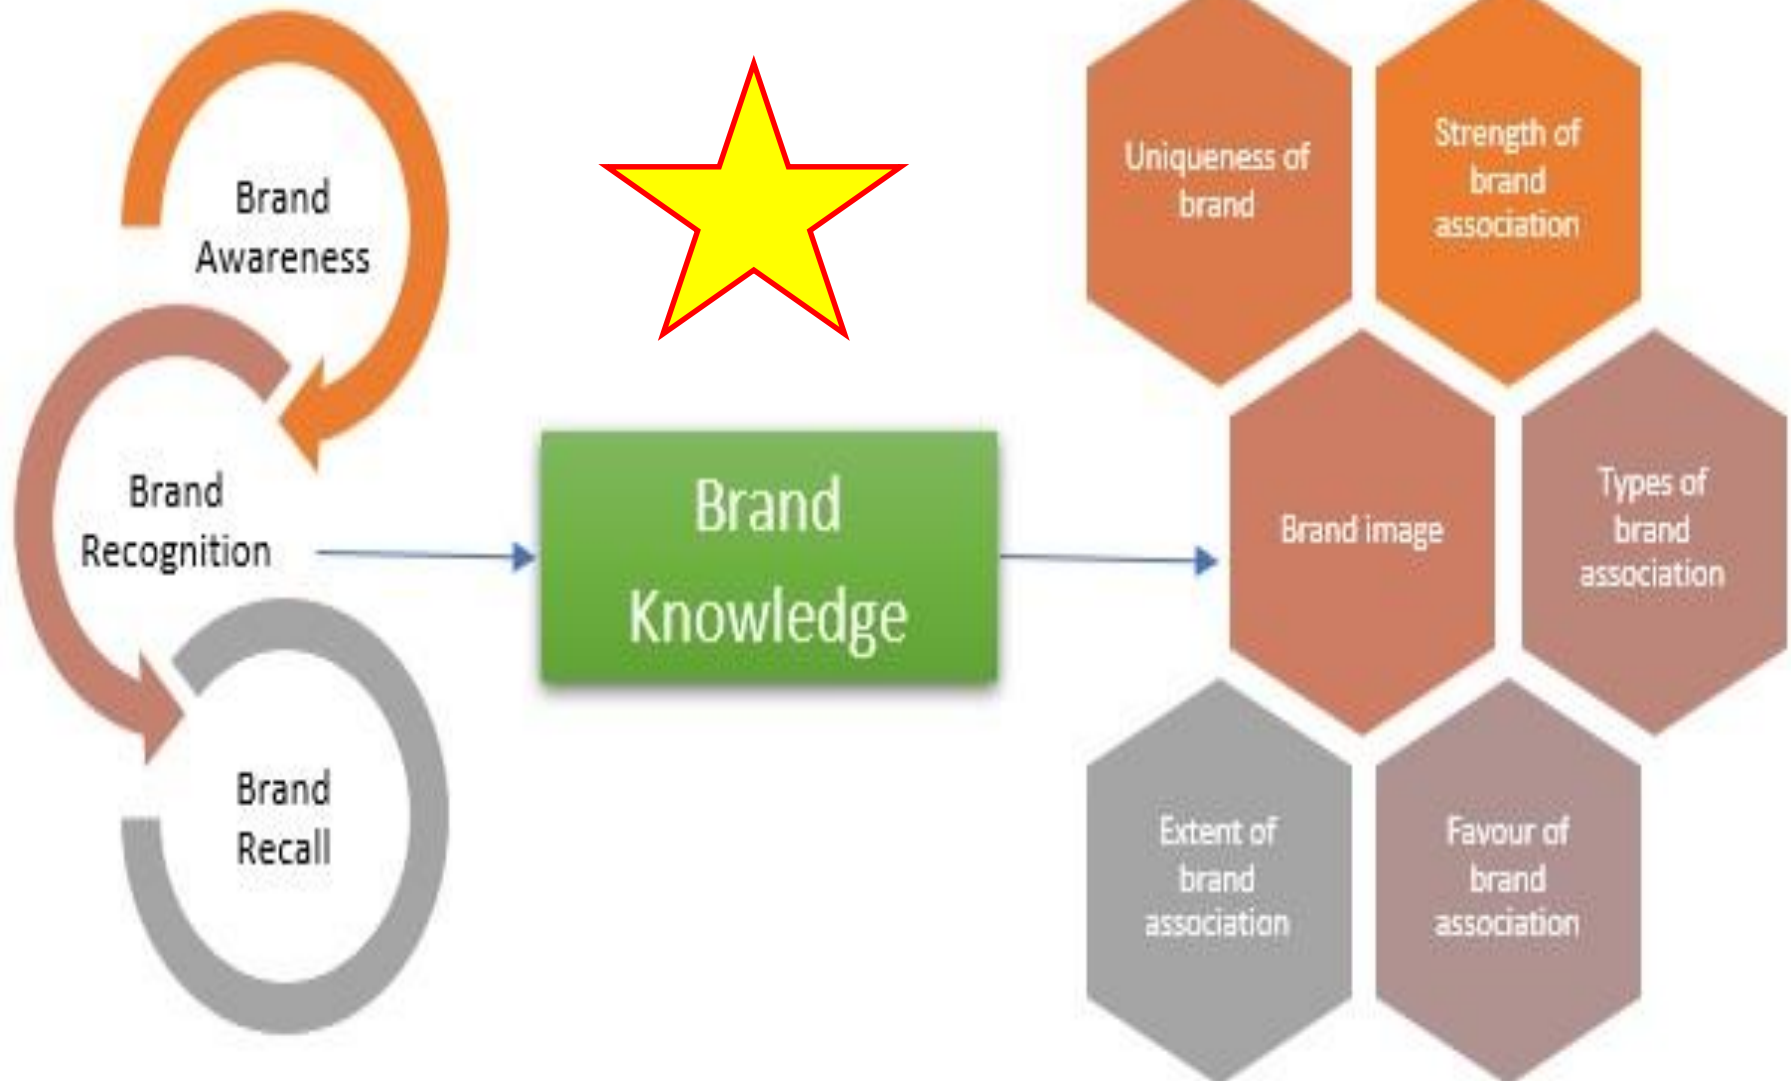 Brand
Awareness
Brand
Recognition
Brand
Recall
Brand
Knowledge
Uniqueness of
brand
Strength of
brand
association
Brand image
Types of
brand
association
Extent of
brand
association
Favour of
brand
association